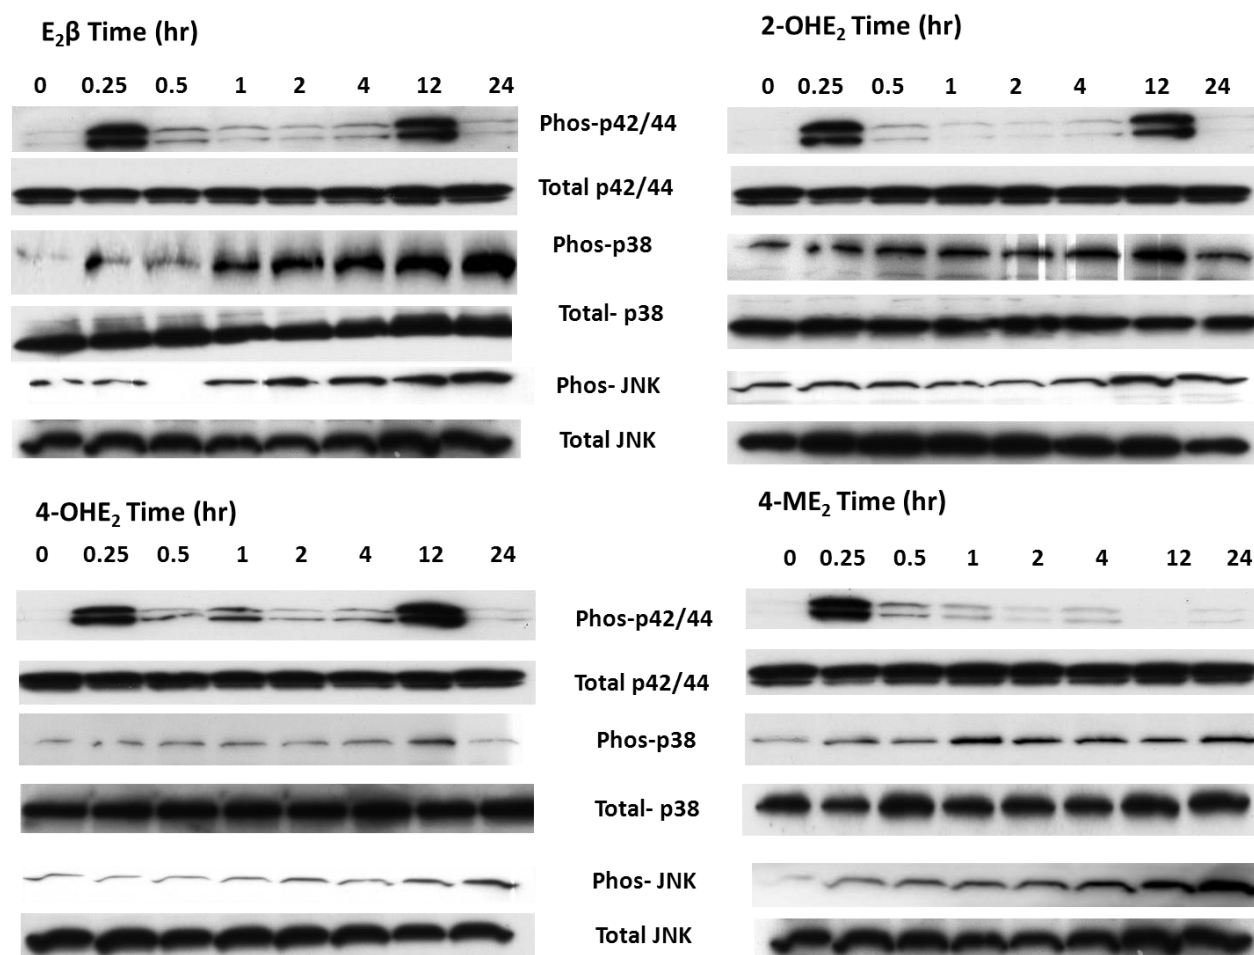 E₂β Time (hr)
0 0.25 0.5 1 2 4 12 24
Phos-p42/44
Total p42/44
Phos-p38
Total- p38
Phos- JNK
Total JNK
2-OHE₂ Time (hr)
0 0.25 0.5 1 2 4 12 24
4-OHE₂ Time (hr)
0 0.25 0.5 1 2 4 12 24
Phos-p42/44
Total p42/44
Phos-p38
Total- p38
Phos- JNK
Total JNK
4-ME₂ Time (hr)
0 0.25 0.5 1 2 4 12 24